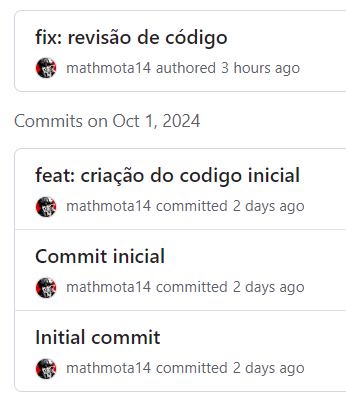 fix: revisão de código
mathmota14 authored 3 hours ago
Commits on Oct 1, 2024
feat: criação do codigo inicial
mathmota14 committed 2 days ago
Commit inicial
mathmota14 committed 2 days ago
Initial commit
mathmota14 committed 2 days ago